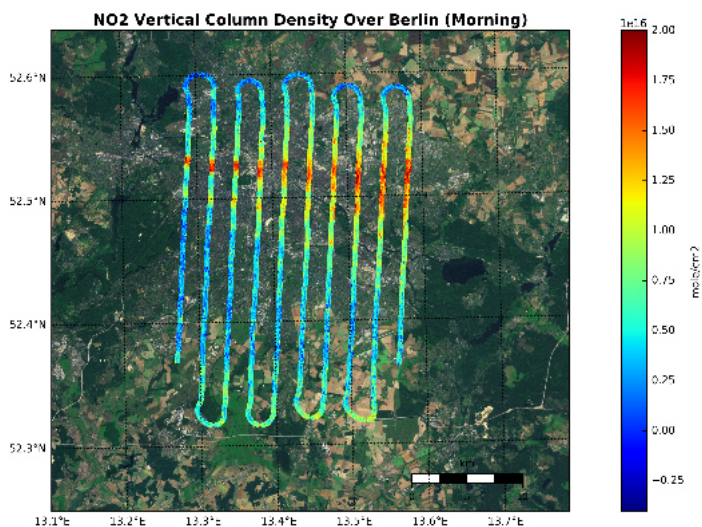 NO2 Vertical Column Density Over Berlin (Morning)
1e16
2.00
1.75
1.50
1.25
1.00
0.75
0.50
0.25
0.00
−0.25
mole/cm2
52.6°N
52.5°N
52.4°N
52.3°N
13.1°E
13.2°E
13.3°E
13.4°E
13.5°E
13.6°E
13.7°E